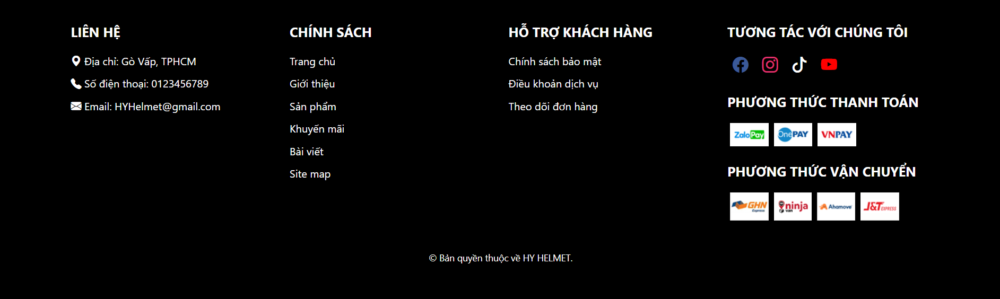 LIÊN HỆ
Địa chỉ: Gò Vấp, TPHCM
Số điện thoại: 0123456789
Email: HYHelmet@gmail.com
CHÍNH SÁCH
Trang chủ
Giới thiệu
Sản phẩm
Khuyến mãi
Bài viết
Site map
HỖ TRỢ KHÁCH HÀNG
Chính sách bảo mật
Điều khoản dịch vụ
Theo dõi đơn hàng
TƯƠNG TÁC VỚI CHÚNG TÔI
PHƯƠNG THỨC THANH TOÁN
ZaloPay OnePAY VNPAY
PHƯƠNG THỨC VẬN CHUYỂN
GHN Express
ninja van
Ahamove
J&T EXPRESS
© Bản quyền thuộc về HY HELMET.